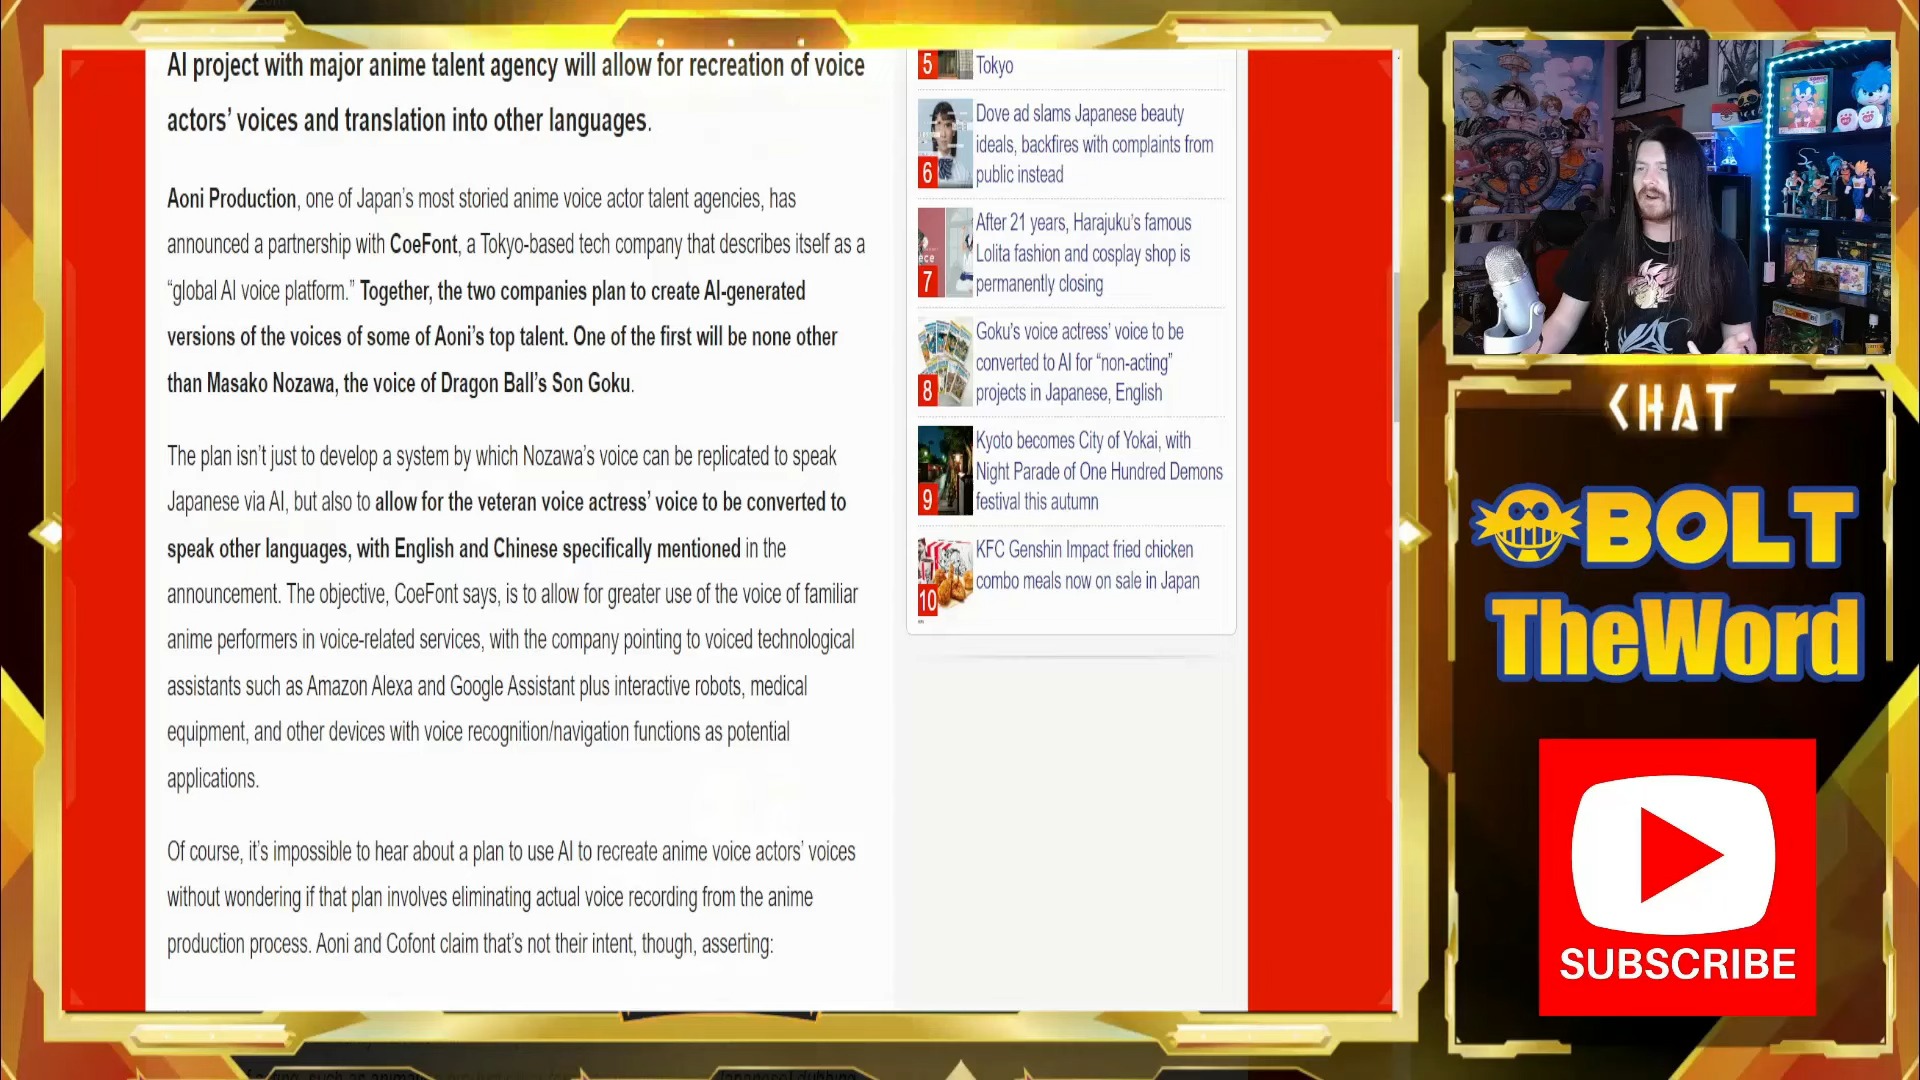 AI project with major anime talent agency will allow for recreation of voice
actors’ voices and translation into other languages.
Aoni Production, one of Japan’s most storied anime voice actor talent agencies, has
announced a partnership with CoeFont, a Tokyo-based tech company that describes itself as a
“global AI voice platform.” Together, the two companies plan to create AI-generated
versions of the voices of some of Aoni’s top talent. One of the first will be none other
than Masako Nozawa, the voice of Dragon Ball’s Son Goku.
The plan isn’t just to develop a system by which Nozawa’s voice can be replicated to speak
Japanese via AI, but also to allow for the veteran voice actress’ voice to be converted to
speak other languages, with English and Chinese specifically mentioned in the
announcement. The objective, CoeFont says, is to allow for greater use of the voice of familiar
anime performers in voice-related services, with the company pointing to voiced technological
assistants such as Amazon Alexa and Google Assistant plus interactive robots, medical
equipment, and other devices with voice recognition/navigation functions as potential
applications.
Of course, it’s impossible to hear about a plan to use AI to recreate anime voice actors’ voices
without wondering if that plan involves eliminating actual voice recording from the anime
production process. Aoni and Cofont claim that’s not their intent, though, asserting:
5
Tokyo
6
Dove ad slams Japanese beauty
ideals, backfires with complaints from
public instead
7
After 21 years, Harajuku’s famous
Lolita fashion and cosplay shop is
permanently closing
8
Goku’s voice actress’ voice to be
converted to AI for “non-acting”
projects in Japanese, English
9
Kyoto becomes City of Yokai, with
Night Parade of One Hundred Demons
festival this autumn
10
KFC Genshin Impact fried chicken
combo meals now on sale in Japan
CHAT
BOLT
TheWord
SUBSCRIBE